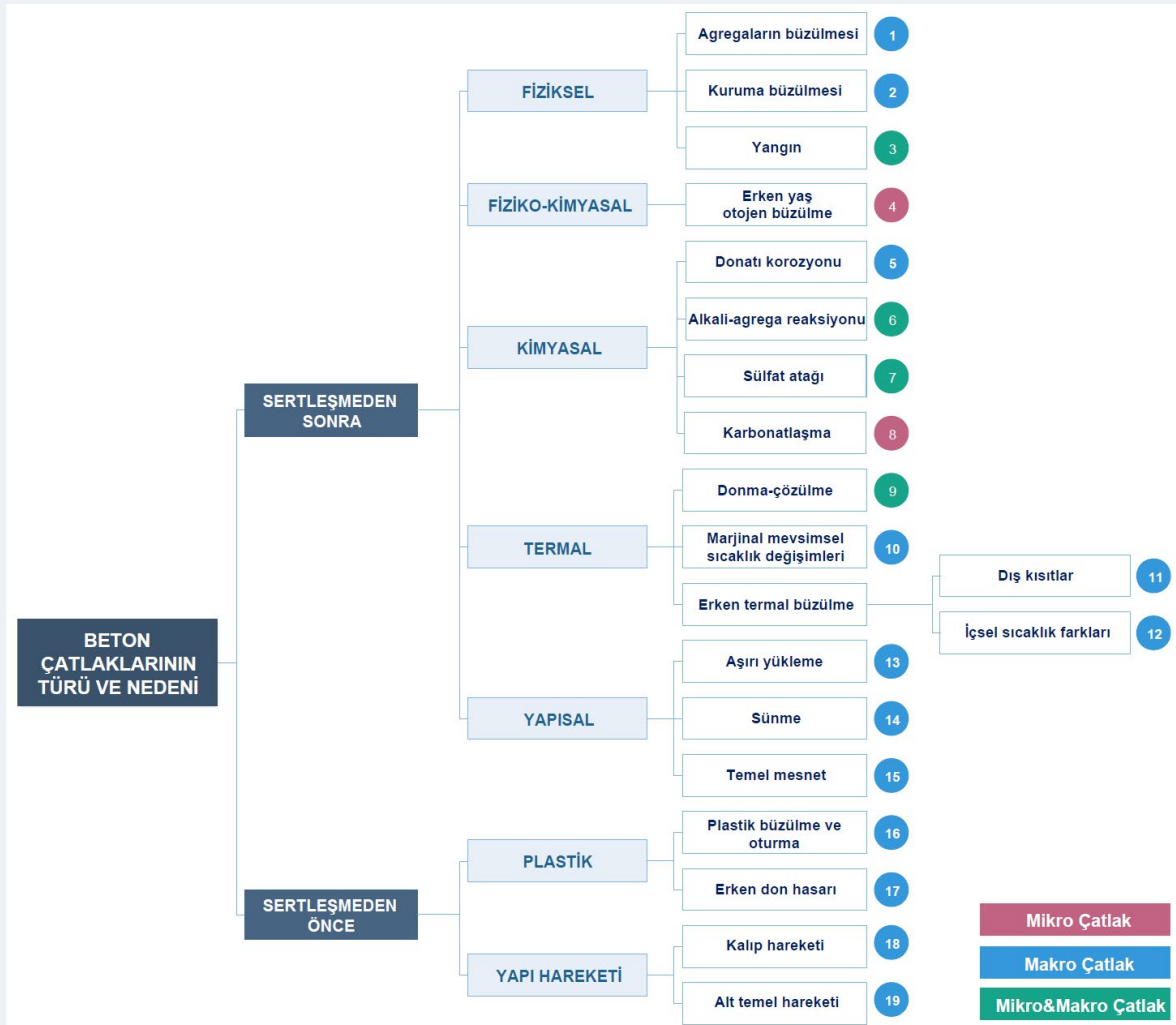 Agregaların büzülmesi
1
FİZİKSEL
Kuruma büzülmesi
2
Yangın
3
FİZİKO-KİMYASAL
Erken yaş
otojen büzülme
4
Donatı korozyonu
5
Alkali-agrega reaksiyonu
6
KİMYASAL
Sülfat atağı
7
Karbonatlaşma
8
SERTLEŞMEDEN
SONRA
Donma-çözülme
9
TERMAL
Marjinal mevsimsel
sıcaklık değişimleri
10
Erken termal büzülme
Dış kısıtlar
11
İçsel sıcaklık farkları
12
BETON
ÇATLAKLARININ
TÜRÜ VE NEDENİ
Aşırı yükleme
13
YAPISAL
Sünme
14
Temel mesnet
15
Plastik büzülme ve
oturma
16
PLASTİK
Erken don hasarı
17
SERTLEŞMEDEN
ÖNCE
Kalıp hareketi
18
YAPI HAREKETİ
Alt temel hareketi
19
Mikro Çatlak
Makro Çatlak
Mikro&Makro Çatlak